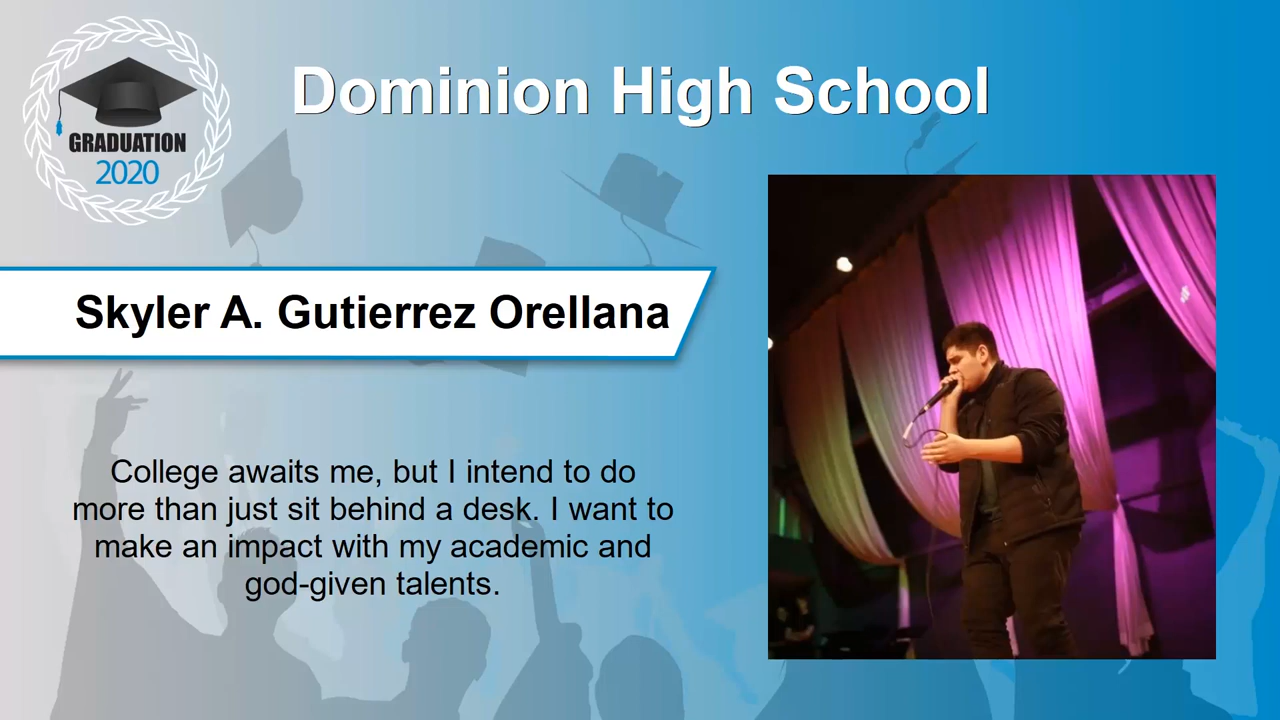 Dominion High School
GRADUATION
2020
Skyler A. Gutierrez Orellana
College awaits me, but I intend to do
more than just sit behind a desk. I want to
make an impact with my academic and
god-given talents.